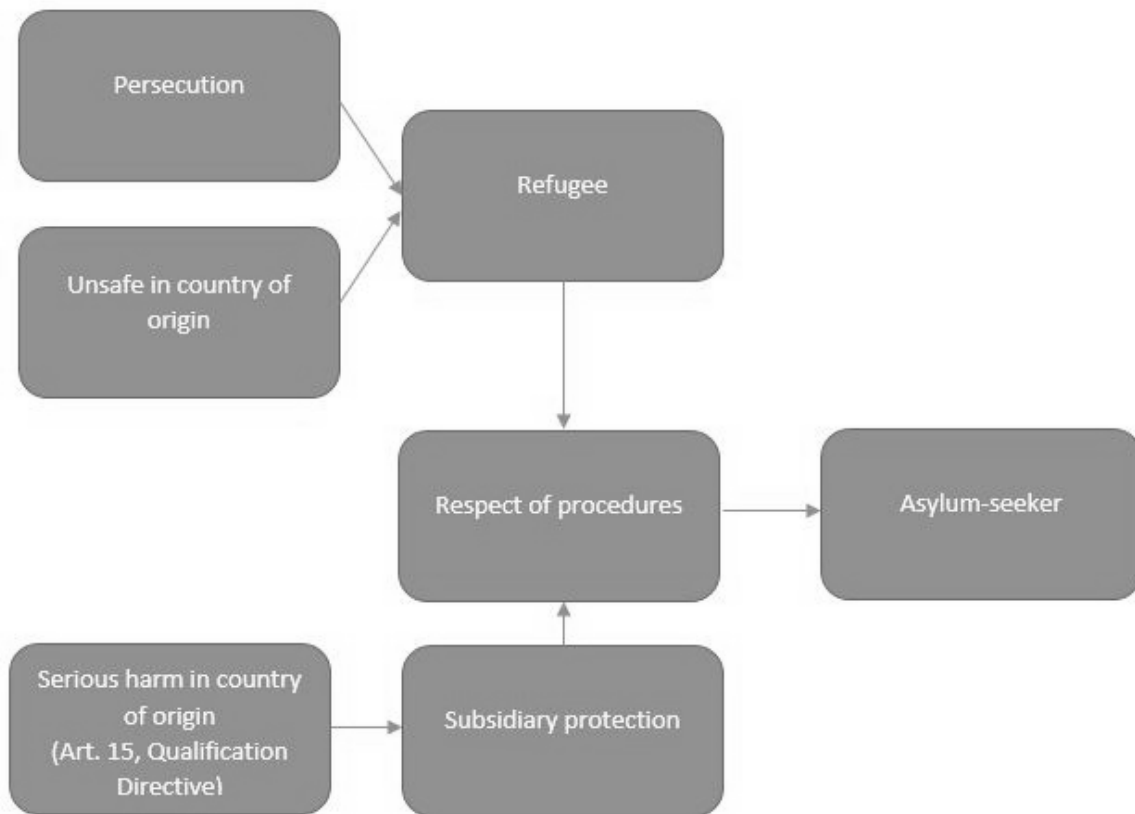 Persecution
Refugee
Unsafe in country of
origin
Respect of procedures
Asylum-seeker
Serious harm in country
of origin
(Art. 15, Qualification
Directive)
Subsidiary protection